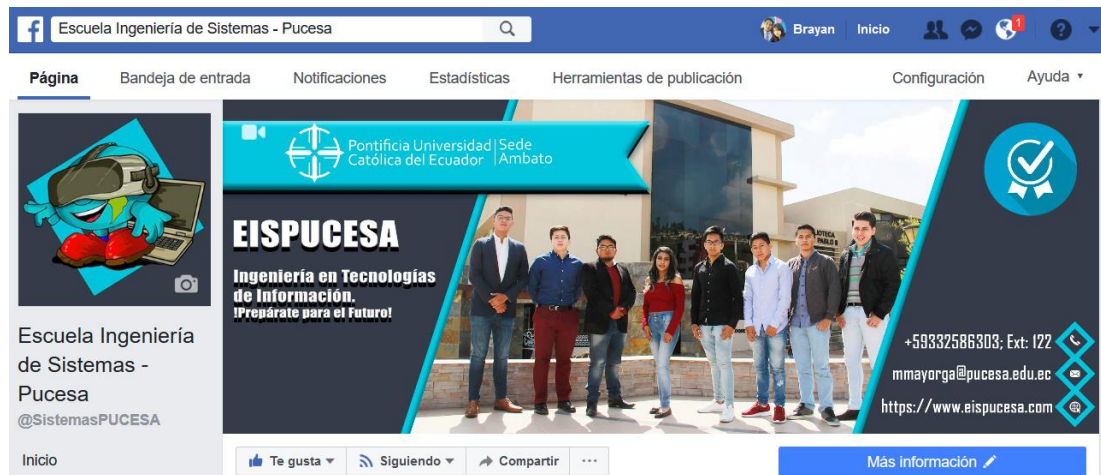 Escuela Ingeniería de Sistemas - Pucesa
Brayan
Inicio
1
Página
Bandeja de entrada
Notificaciones
Estadísticas
Herramientas de publicación
Configuración
Ayuda
Pontificia Universidad | Sede
Católica del Ecuador | Ambato
EISPUCESA
Ingeniería en Tecnologías
de Información.
!Prepárate para el Futuro!
+59332586303; Ext: 122
mmayorga@pucesa.edu.ec
https://www.eispucesa.com
Escuela Ingeniería
de Sistemas -
Pucesa
@SistemasPUCESA
Inicio
Te gusta
Siguiendo
Compartir
Más información